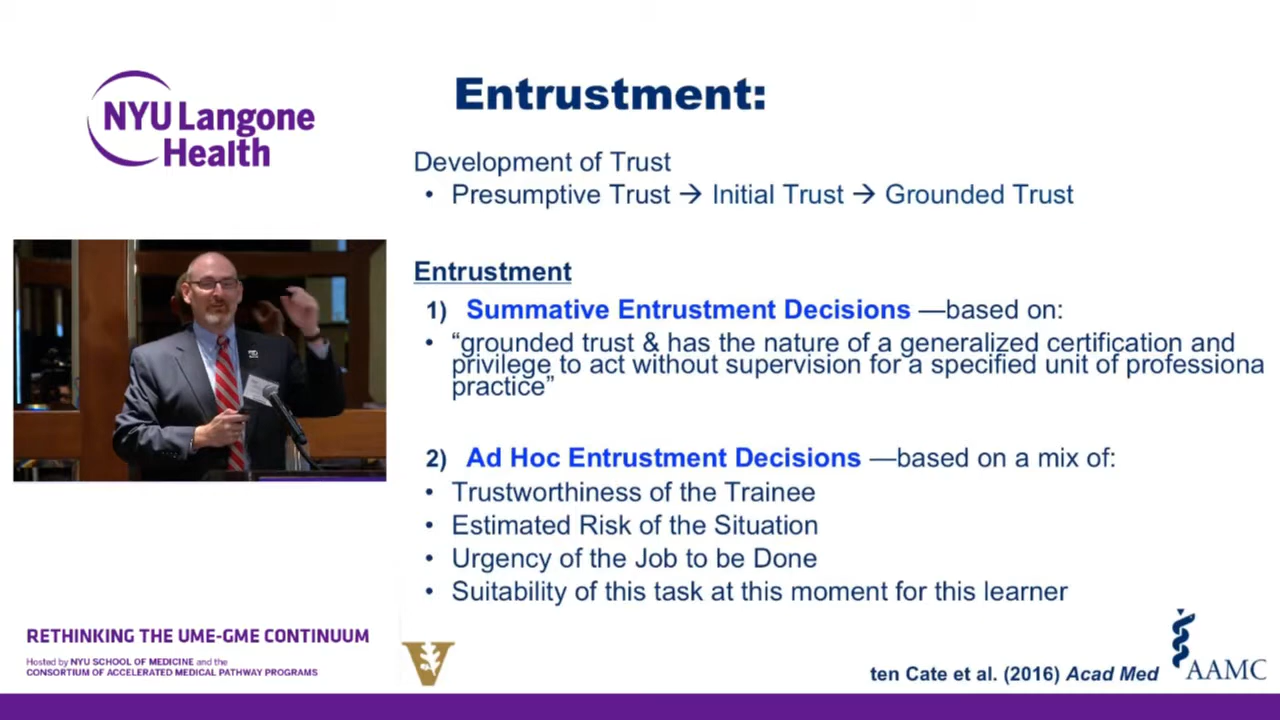 NYU Langone
Health
Entrustment:
Development of Trust
• Presumptive Trust → Initial Trust → Grounded Trust
Entrustment
1) Summative Entrustment Decisions —based on:
• “grounded trust & has the nature of a generalized certification and
privilege to act without supervision for a specified unit of professiona
practice”
2) Ad Hoc Entrustment Decisions —based on a mix of:
• Trustworthiness of the Trainee
• Estimated Risk of the Situation
• Urgency of the Job to be Done
• Suitability of this task at this moment for this learner
RETHINKING THE UME-GME CONTINUUM
Hosted by NYU SCHOOL OF MEDICINE and the
CONSORTIUM OF ACCELERATED MEDICAL PATHWAY PROGRAMS
V
ten Cate et al. (2016) Acad Med
AAMC